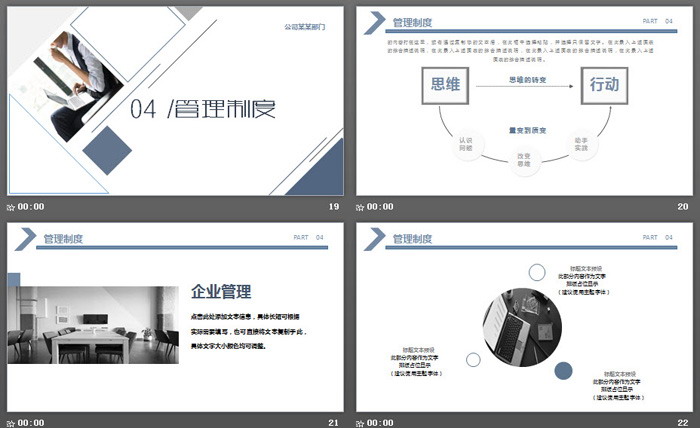 公司某某部门
04 /管理制度
00:00
19
管理制度
PART 04
的综合描述说明。
思维
思维的转变
行动
量变到质变
认识
问题
改变
思维
动手
实践
00:00
20
管理制度
PART 04
企业管理
点击此处添加文本信息，具体长短可根据
实际需要填写，也可直接将文本复制于此，
具体文字大小颜色均可调整。
00:00
21
管理制度
PART 04
标题文本预设
此部分内容作为文字
排版占位显示
（建议使用主题字体）
标题文本预设
此部分内容作为文字
排版占位显示
（建议使用主题字体）
标题文本预设
此部分内容作为文字
排版占位显示
（建议使用主题字体）
00:00
22